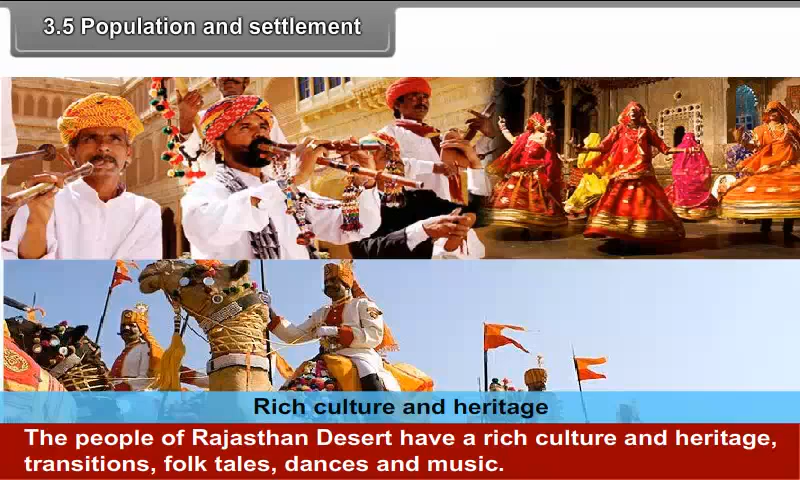 3.5 Population and settlement
Rich culture and heritage
The people of Rajasthan Desert have a rich culture and heritage,
transitions, folk tales, dances and music.